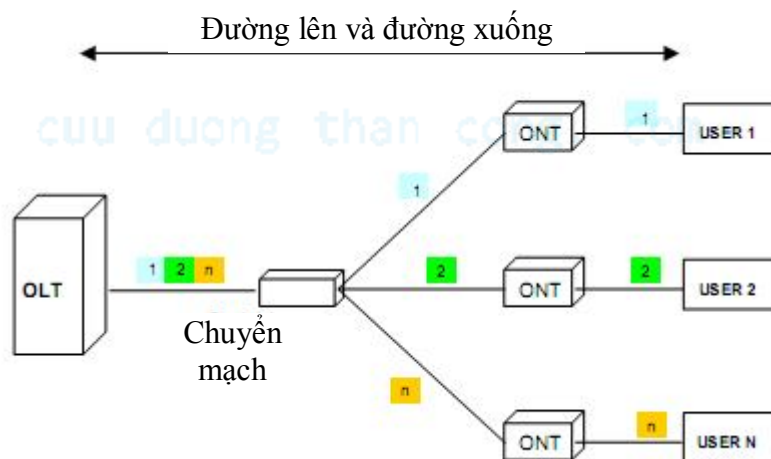 Đường lên và đường xuống
cuu duong than cong . com
ONT
1
USER 1
1
OLT
1 2 n
2
ONT
2
USER 2
Chuyển
mạch
n
ONT
n
USER N